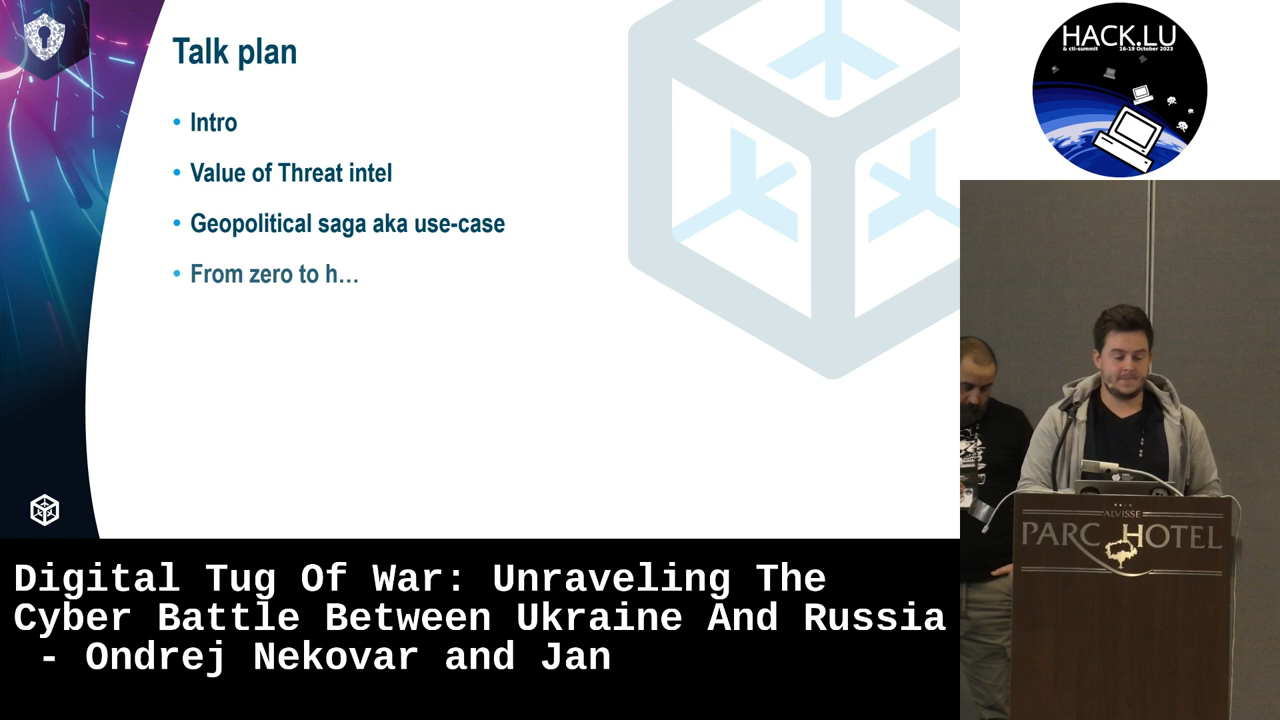 Talk plan
• Intro
• Value of Threat intel
• Geopolitical saga aka use-case
• From zero to h…
HACK.LU
& cti-summit 16-19 October 2023
ALVISSE
PARC HOTEL
Digital Tug Of War: Unraveling The
Cyber Battle Between Ukraine And Russia
- Ondrej Nekovar and Jan